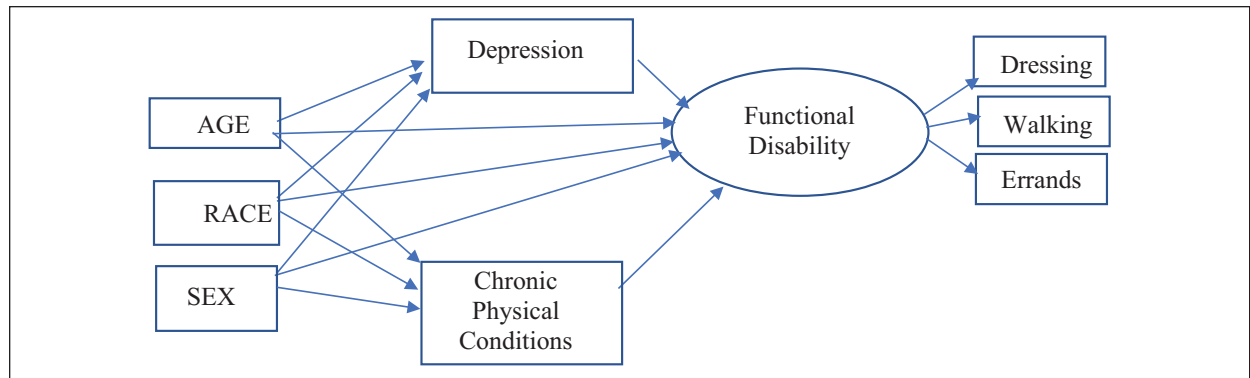 Depression
AGE
RACE
SEX
Chronic
Physical
Conditions
Functional
Disability
Dressing
Walking
Errands